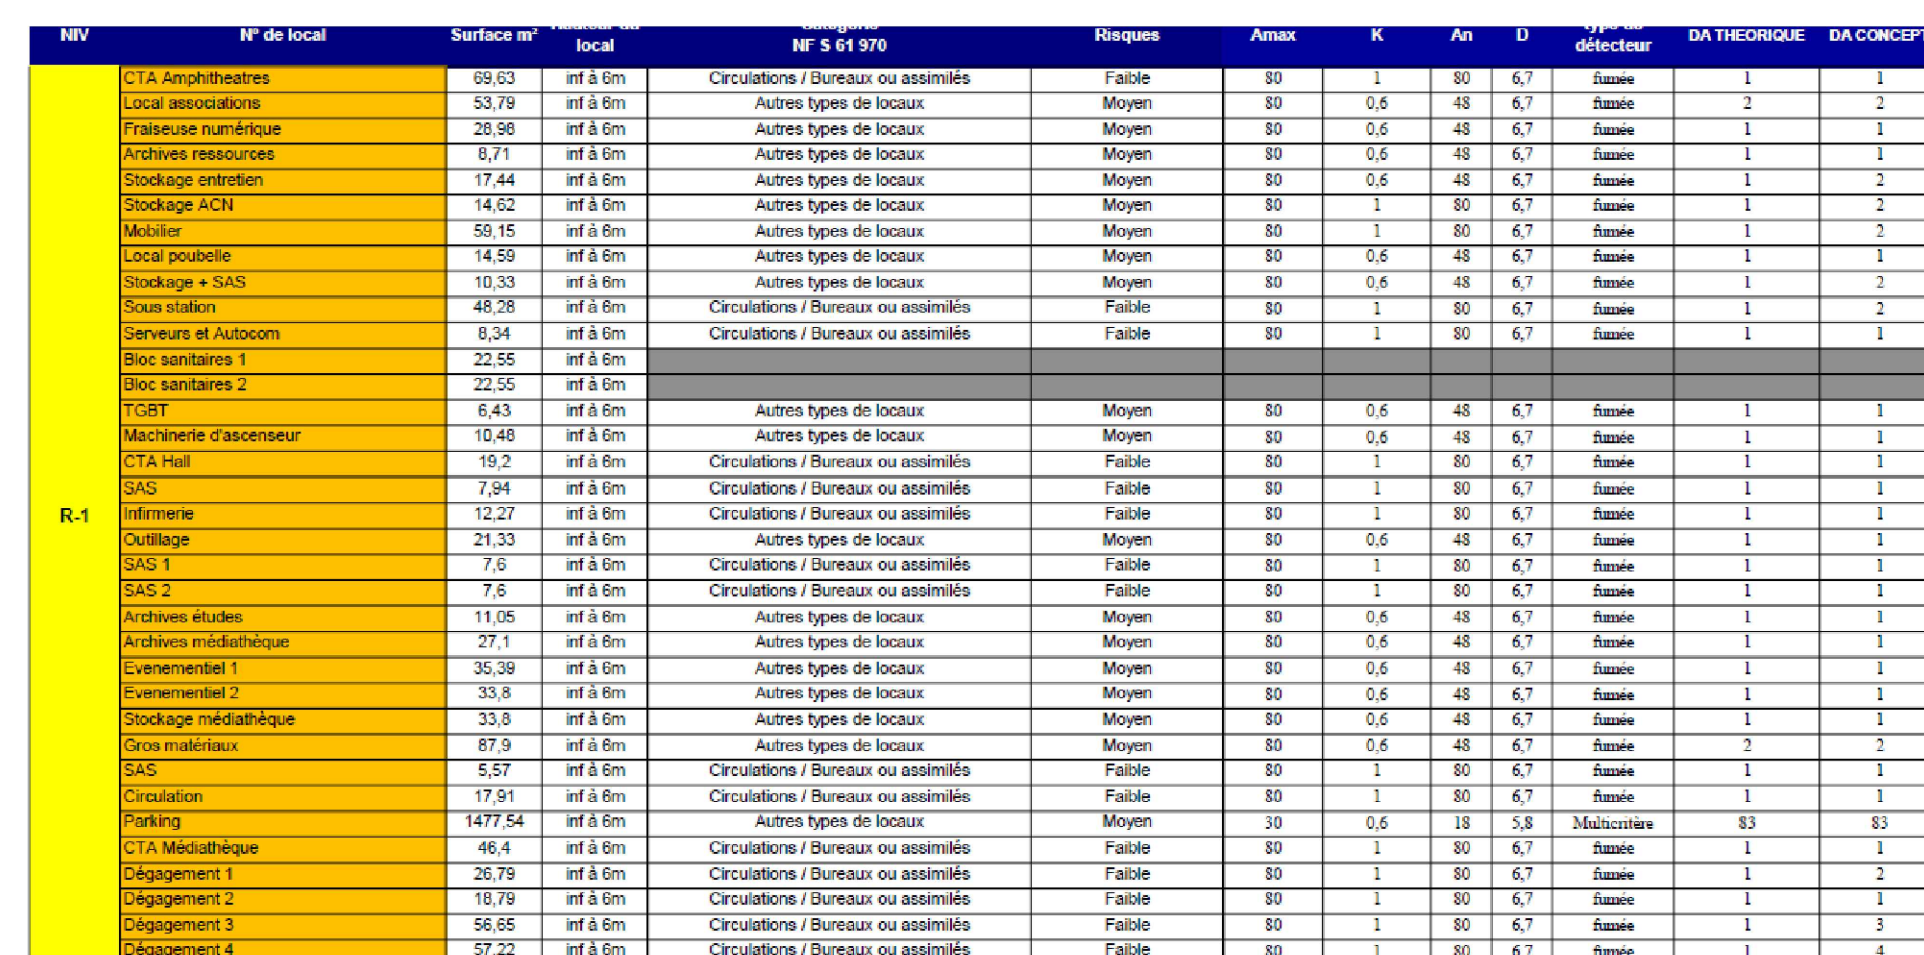 NIV N° de local Surface m² local NF S 61 970 Risques Amax K An D détecteur DA THEORIQUE DA CONCEPT
CTA Amphitheatres 69,63 inf à 6m Circulations / Bureaux ou assimilés Faible 80 1 80 6,7 fumée 1 1
Local associations 53,79 inf à 6m Autres types de locaux Moyen 80 0,6 48 6,7 fumée 2 2
Fraiseuse numérique 28,98 inf à 6m Autres types de locaux Moyen 80 0,6 48 6,7 fumée 1 1
Archives ressources 8,71 inf à 6m Autres types de locaux Moyen 80 0,6 48 6,7 fumée 1 1
Stockage entretien 17,44 inf à 6m Autres types de locaux Moyen 80 0,6 48 6,7 fumée 1 2
Stockage ACN 14,62 inf à 6m Autres types de locaux Moyen 80 1 80 6,7 fumée 1 2
Mobilier 59,15 inf à 6m Autres types de locaux Moyen 80 1 80 6,7 fumée 1 2
Local poubelle 14,59 inf à 6m Autres types de locaux Moyen 80 0,6 48 6,7 fumée 1 1
Stockage + SAS 10,33 inf à 6m Autres types de locaux Moyen 80 0,6 48 6,7 fumée 1 2
Sous station 48,28 inf à 6m Circulations / Bureaux ou assimilés Faible 80 1 80 6,7 fumée 1 2
Serveurs et Autocom 8,34 inf à 6m Circulations / Bureaux ou assimilés Faible 80 1 80 6,7 fumée 1 1
Bloc sanitaires 1 22,55 inf à 6m
Bloc sanitaires 2 22,55 inf à 6m
TGBT 6,43 inf à 6m Autres types de locaux Moyen 80 0,6 48 6,7 fumée 1 1
Machinerie d'ascenseur 10,48 inf à 6m Autres types de locaux Moyen 80 0,6 48 6,7 fumée 1 1
CTA Hall 19,2 inf à 6m Circulations / Bureaux ou assimilés Faible 80 1 80 6,7 fumée 1 1
SAS 7,94 inf à 6m Circulations / Bureaux ou assimilés Faible 80 1 80 6,7 fumée 1 1
R-1 Infirmerie 12,27 inf à 6m Circulations / Bureaux ou assimilés Faible 80 1 80 6,7 fumée 1 1
Outillage 21,33 inf à 6m Autres types de locaux Moyen 80 0,6 48 6,7 fumée 1 1
SAS 1 7,6 inf à 6m Circulations / Bureaux ou assimilés Faible 80 1 80 6,7 fumée 1 1
SAS 2 7,6 inf à 6m Circulations / Bureaux ou assimilés Faible 80 1 80 6,7 fumée 1 1
Archives études 11,05 inf à 6m Autres types de locaux Moyen 80 0,6 48 6,7 fumée 1 1
Archives médiathèque 27,1 inf à 6m Autres types de locaux Moyen 80 0,6 48 6,7 fumée 1 1
Evenementiel 1 35,39 inf à 6m Autres types de locaux Moyen 80 0,6 48 6,7 fumée 1 1
Evenementiel 2 33,8 inf à 6m Autres types de locaux Moyen 80 0,6 48 6,7 fumée 1 1
Stockage médiathèque 33,8 inf à 6m Autres types de locaux Moyen 80 0,6 48 6,7 fumée 1 1
Gros matériaux 87,9 inf à 6m Autres types de locaux Moyen 80 0,6 48 6,7 fumée 2 2
SAS 5,57 inf à 6m Circulations / Bureaux ou assimilés Faible 80 1 80 6,7 fumée 1 1
Circulation 17,91 inf à 6m Circulations / Bureaux ou assimilés Faible 80 1 80 6,7 fumée 1 1
Parking 1477,54 inf à 6m Autres types de locaux Moyen 30 0,6 18 5,8 Multicritère 83 83
CTA Médiathèque 46,4 inf à 6m Circulations / Bureaux ou assimilés Faible 80 1 80 6,7 fumée 1 1
Dégagement 1 26,79 inf à 6m Circulations / Bureaux ou assimilés Faible 80 1 80 6,7 fumée 1 2
Dégagement 2 18,79 inf à 6m Circulations / Bureaux ou assimilés Faible 80 1 80 6,7 fumée 1 1
Dégagement 3 56,65 inf à 6m Circulations / Bureaux ou assimilés Faible 80 1 80 6,7 fumée 1 3
Dégagement 4 57,22 inf à 6m Circulations / Bureaux ou assimilés Faible 80 1 80 6,7 fumée 1 4